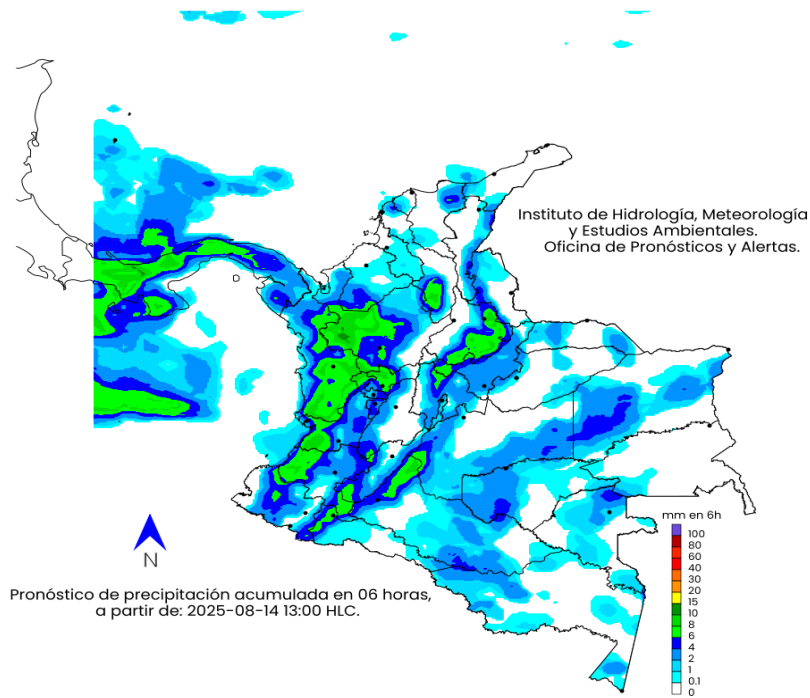 Instituto de Hidrología, Meteorología
y Estudios Ambientales.
Oficina de Pronósticos y Alertas.
N
Pronóstico de precipitación acumulada en 06 horas,
a partir de: 2025-08-14 13:00 HLC.
mm en 6h
100
80
60
40
30
20
15
10
8
6
4
2
1
0.1
0